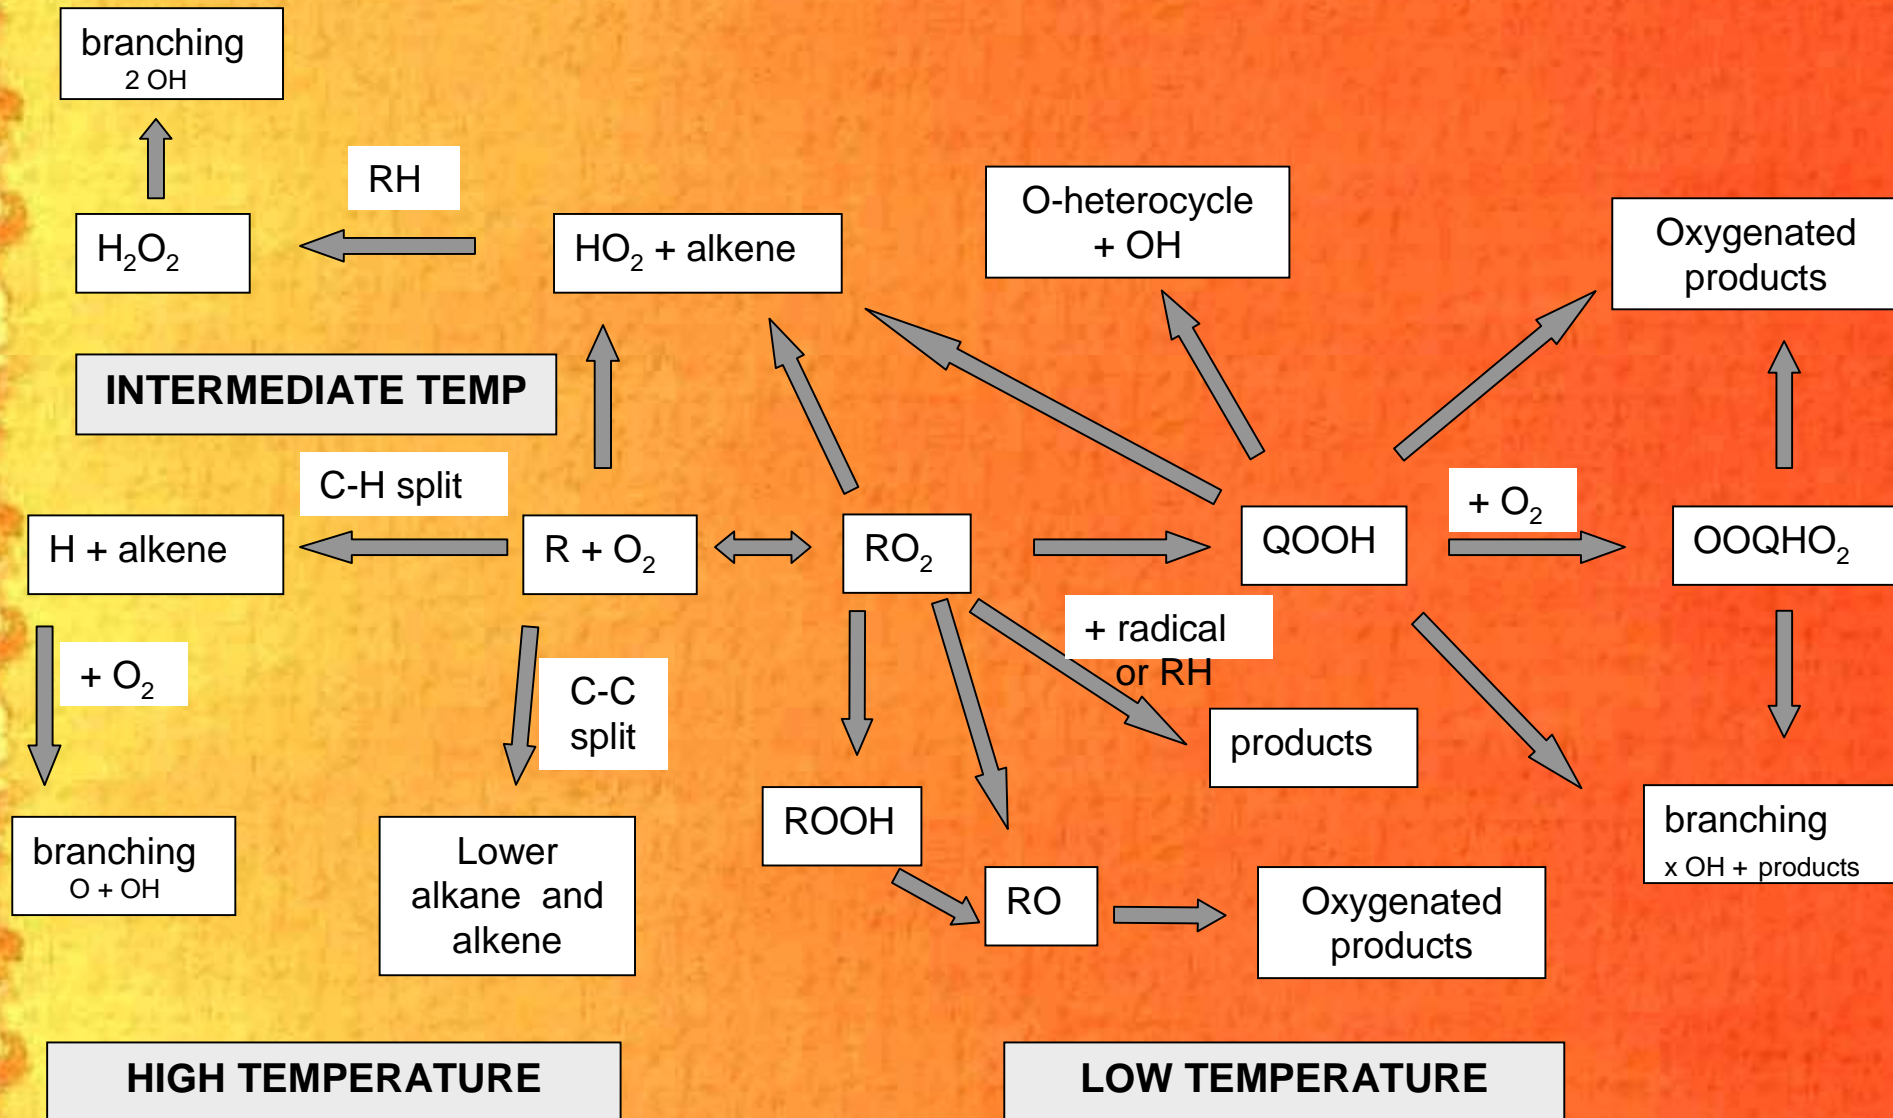 branching
2 OH
RH
H₂O₂
HO₂ + alkene
O-heterocycle
+ OH
Oxygenated
products
INTERMEDIATE TEMP
C-H split
+ O₂
H + alkene
R + O₂
RO₂
QOOH
OOQHO₂
+ O₂
C-C
split
+ radical
or RH
products
branching
O + OH
Lower
alkane and
alkene
ROOH
RO
Oxygenated
products
branching
x OH + products
HIGH TEMPERATURE
LOW TEMPERATURE